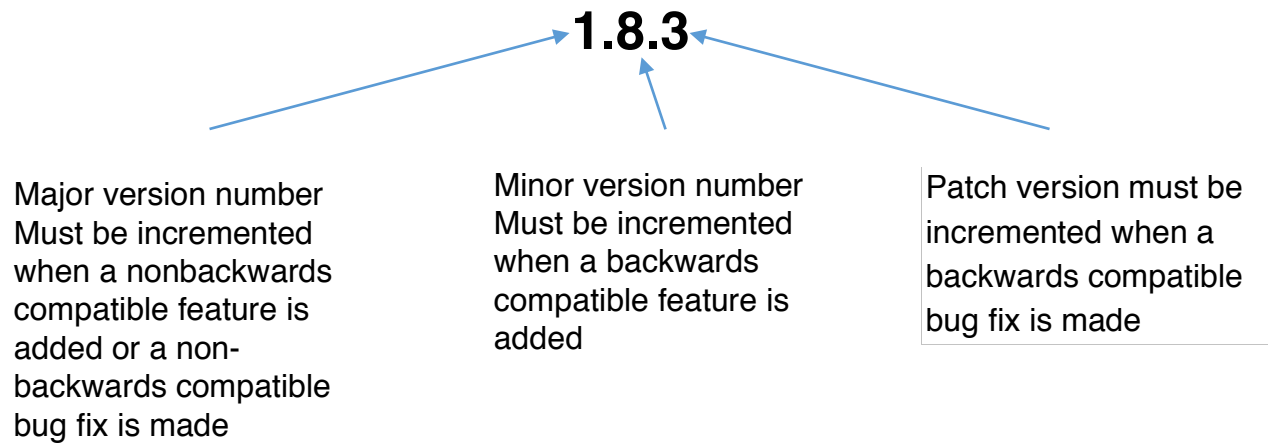 1.8.3
Major version number
Must be incremented
when a nonbackwards
compatible feature is
added or a non-
backwards compatible
bug fix is made
Minor version number
Must be incremented
when a backwards
compatible feature is
added
Patch version must be
incremented when a
backwards compatible
bug fix is made